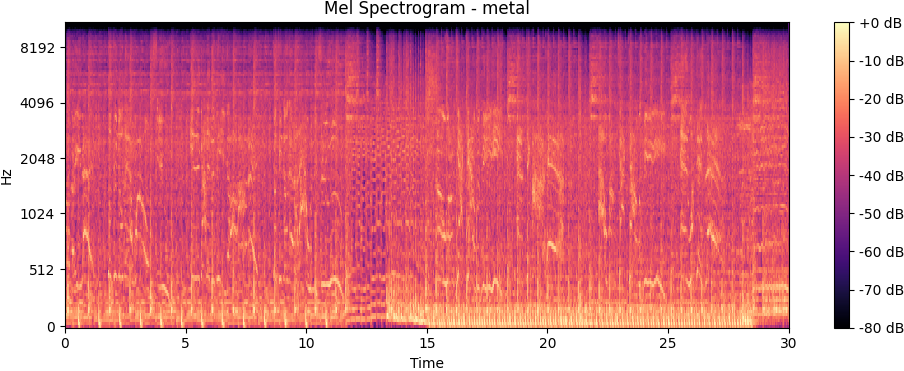 Mel Spectrogram - metal
Hz
8192
4096
2048
1024
512
0
0 5 10 15 20 25 30
Time
+0 dB
-10 dB
-20 dB
-30 dB
-40 dB
-50 dB
-60 dB
-70 dB
-80 dB